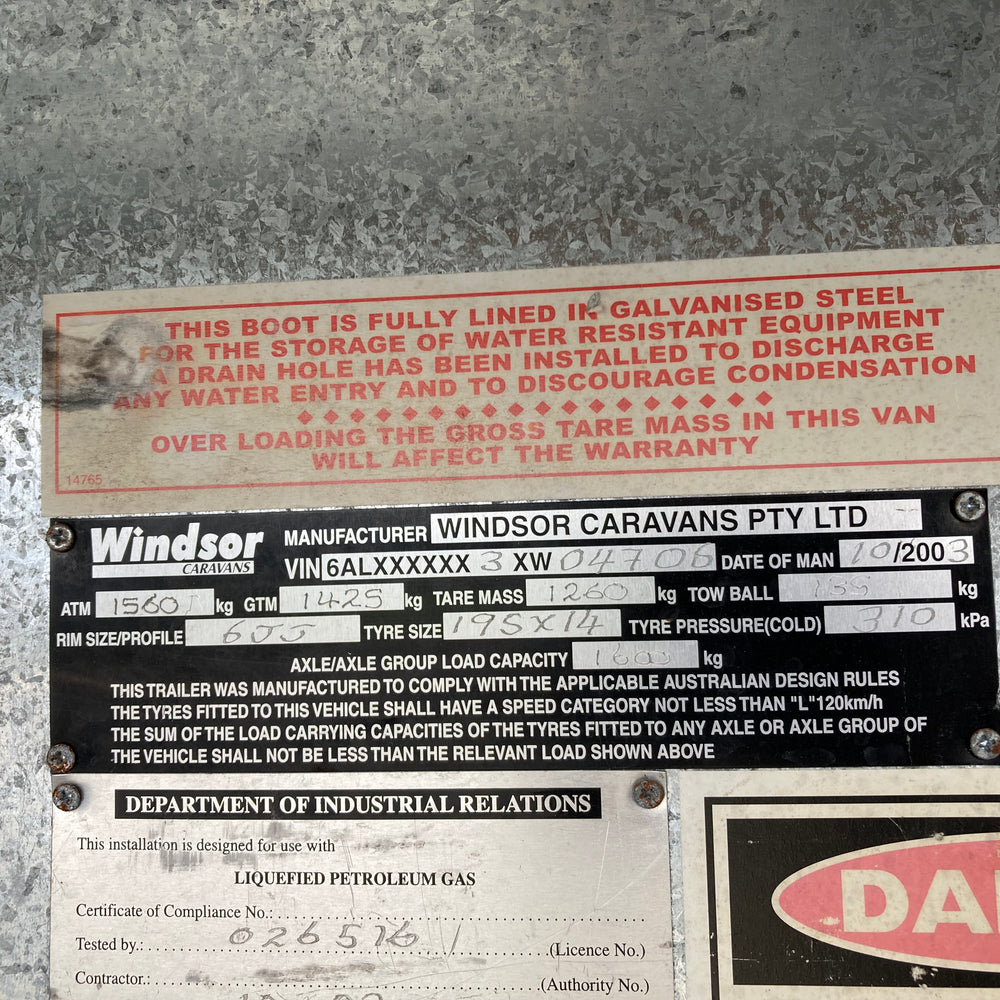 THIS BOOT IS FULLY LINED IN GALVANISED STEEL
FOR THE STORAGE OF WATER RESISTANT EQUIPMENT
A DRAIN HOLE HAS BEEN INSTALLED TO DISCHARGE
ANY WATER ENTRY AND TO DISCOURAGE CONDENSATION
OVER LOADING THE GROSS TARE MASS IN THIS VAN
WILL AFFECT THE WARRANTY
14765
Windsor CARAVANS
MANUFACTURER WINDSOR CARAVANS PTY LTD
VIN 6ALXXXXXX 3 XW 04706 DATE OF MAN 10/2003
ATM 1560 kg GTM 1425 kg TARE MASS 1260 kg TOW BALL 135 kg
RIM SIZE/PROFILE 6JJ TYRE SIZE 195X14 TYRE PRESSURE(COLD) 310 kPa
AXLE/AXLE GROUP LOAD CAPACITY 1600 kg
THIS TRAILER WAS MANUFACTURED TO COMPLY WITH THE APPLICABLE AUSTRALIAN DESIGN RULES
THE TYRES FITTED TO THIS VEHICLE SHALL HAVE A SPEED CATEGORY NOT LESS THAN "L"120km/h
THE SUM OF THE LOAD CARRYING CAPACITIES OF THE TYRES FITTED TO ANY AXLE OR AXLE GROUP OF
THE VEHICLE SHALL NOT BE LESS THAN THE RELEVANT LOAD SHOWN ABOVE
DEPARTMENT OF INDUSTRIAL RELATIONS
This installation is designed for use with
LIQUEFIED PETROLEUM GAS
Certificate of Compliance No.:
Tested by.: 026516 (Licence No.)
Contractor.: (Authority No.)
DA